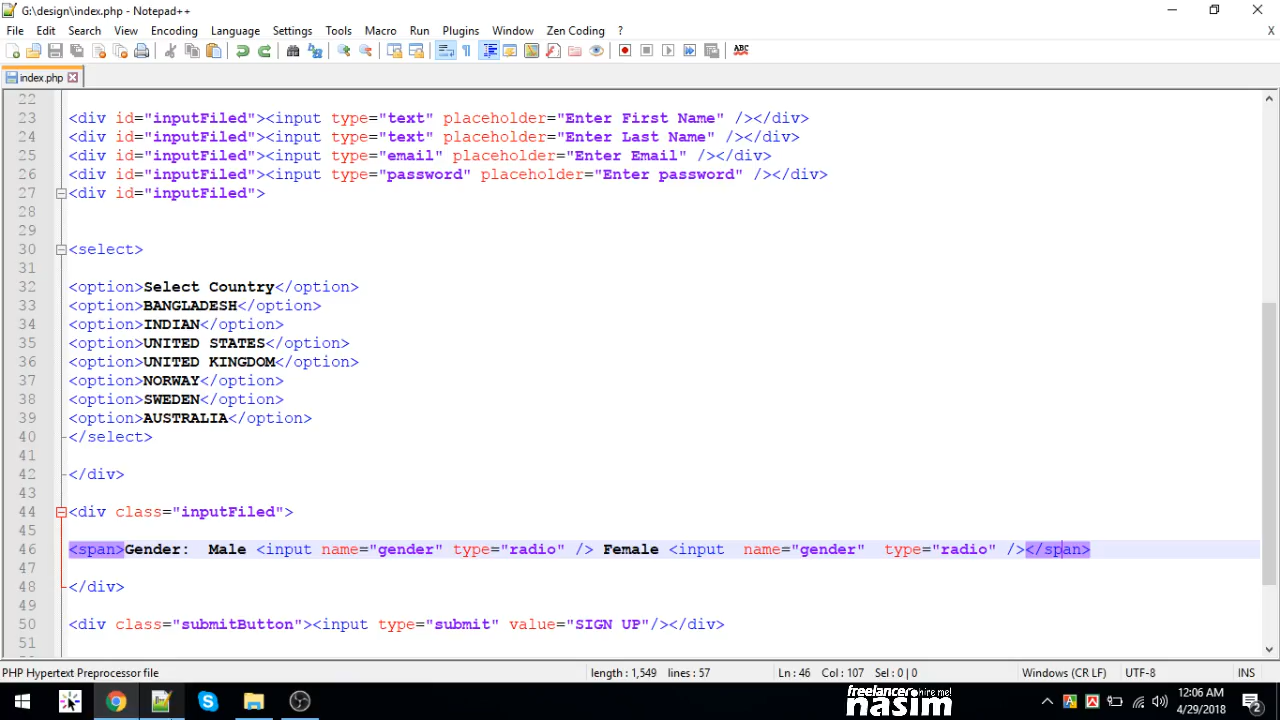 G:\design\index.php - Notepad++
File Edit Search View Encoding Language Settings Tools Macro Run Plugins Window Zen Coding ? X
ABC
index.php
22
23 <div id="inputFiled"><input type="text" placeholder="Enter First Name" /></div>
24 <div id="inputFiled"><input type="text" placeholder="Enter Last Name" /></div>
25 <div id="inputFiled"><input type="email" placeholder="Enter Email" /></div>
26 <div id="inputFiled"><input type="password" placeholder="Enter password" /></div>
27 <div id="inputFiled">
28
29
30 <select>
31
32 <option>Select Country</option>
33 <option>BANGLADESH</option>
34 <option>INDIAN</option>
35 <option>UNITED STATES</option>
36 <option>UNITED KINGDOM</option>
37 <option>NORWAY</option>
38 <option>SWEDEN</option>
39 <option>AUSTRALIA</option>
40 </select>
41
42 </div>
43
44 <div class="inputFiled">
45
46 <span>Gender:  Male <input name="gender" type="radio" /> Female <input  name="gender"  type="radio" /></span>
47
48 </div>
49
50 <div class="submitButton"><input type="submit" value="SIGN UP"/></div>
51
PHP Hypertext Preprocessor file length : 1,549 lines : 57 Ln : 46 Col : 107 Sel : 0 | 0 Windows (CR LF) UTF-8 INS
freelancer hire me!
nasim
12:06 AM
4/29/2018
2